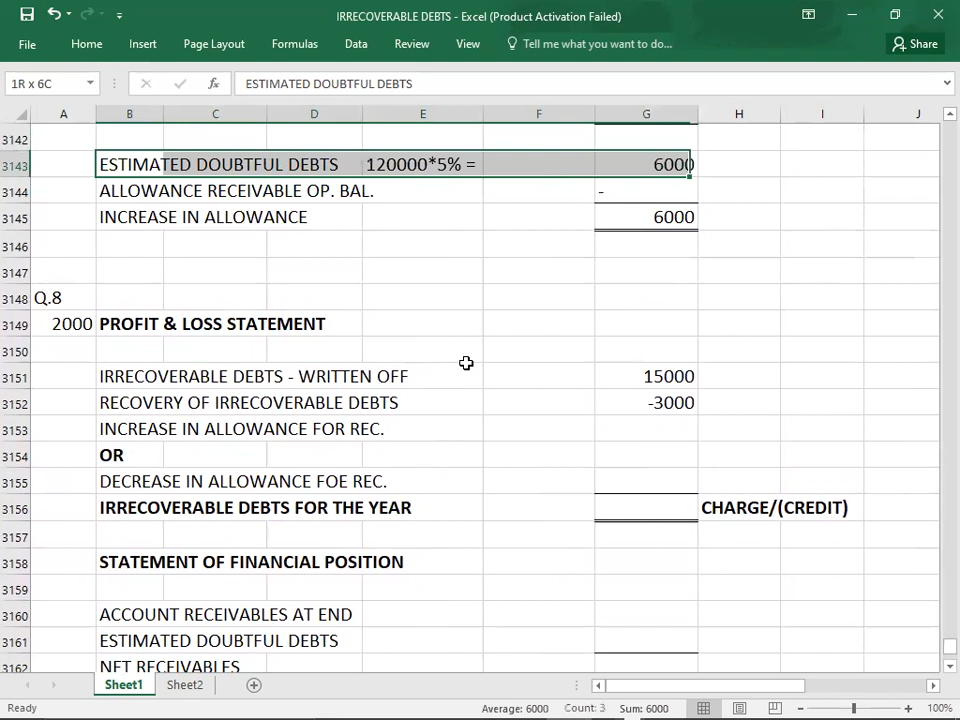 IRRECOVERABLE DEBTS - Excel (Product Activation Failed)
File Home Insert Page Layout Formulas Data Review View Tell me what you want to do... Share
1R x 6C fx ESTIMATED DOUBTFUL DEBTS
A B C D E F G H I J
3142
3143 ESTIMATED DOUBTFUL DEBTS 120000*5% = 6000
3144 ALLOWANCE RECEIVABLE OP. BAL. -
3145 INCREASE IN ALLOWANCE 6000
3146
3147
3148 Q.8
3149 2000 PROFIT & LOSS STATEMENT
3150
3151 IRRECOVERABLE DEBTS - WRITTEN OFF 15000
3152 RECOVERY OF IRRECOVERABLE DEBTS -3000
3153 INCREASE IN ALLOWANCE FOR REC.
3154 OR
3155 DECREASE IN ALLOWANCE FOE REC.
3156 IRRECOVERABLE DEBTS FOR THE YEAR CHARGE/(CREDIT)
3157
3158 STATEMENT OF FINANCIAL POSITION
3159
3160 ACCOUNT RECEIVABLES AT END
3161 ESTIMATED DOUBTFUL DEBTS
3162 NET RECEIVABLES
Sheet1 Sheet2
Ready Average: 6000 Count: 3 Sum: 6000 100%